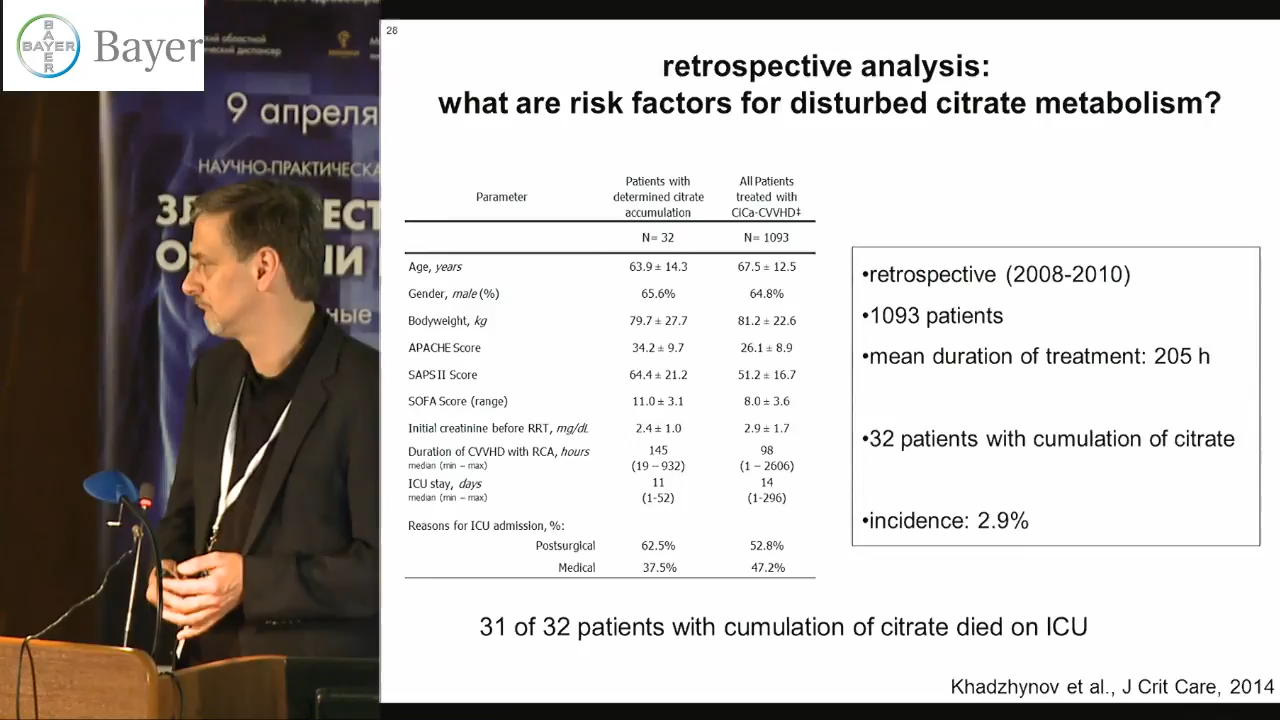 BAYER
BAYER
Bayer
9 апреля
НАУЧНО-ПРАКТИЧЕСКА
28
retrospective analysis:
what are risk factors for disturbed citrate metabolism?
Parameter
Patients with determined citrate accumulation
All Patients treated with CiCa-CVVHD‡
N= 32 N= 1093
Age, years 63.9 ± 14.3 67.5 ± 12.5
Gender, male (%) 65.6% 64.8%
Bodyweight, kg 79.7 ± 27.7 81.2 ± 22.6
APACHE Score 34.2 ± 9.7 26.1 ± 8.9
SAPS II Score 64.4 ± 21.2 51.2 ± 16.7
SOFA Score (range) 11.0 ± 3.1 8.0 ± 3.6
Initial creatinine before RRT, mg/dL 2.4 ± 1.0 2.9 ± 1.7
Duration of CVVHD with RCA, hours 145 98
median (min – max) (19 – 932) (1 – 2606)
ICU stay, days 11 14
median (min – max) (1-52) (1-296)
Reasons for ICU admission, %:
Postsurgical 62.5% 52.8%
Medical 37.5% 47.2%
•retrospective (2008-2010)
•1093 patients
•mean duration of treatment: 205 h
•32 patients with cumulation of citrate
•incidence: 2.9%
31 of 32 patients with cumulation of citrate died on ICU
Khadzhynov et al., J Crit Care, 2014